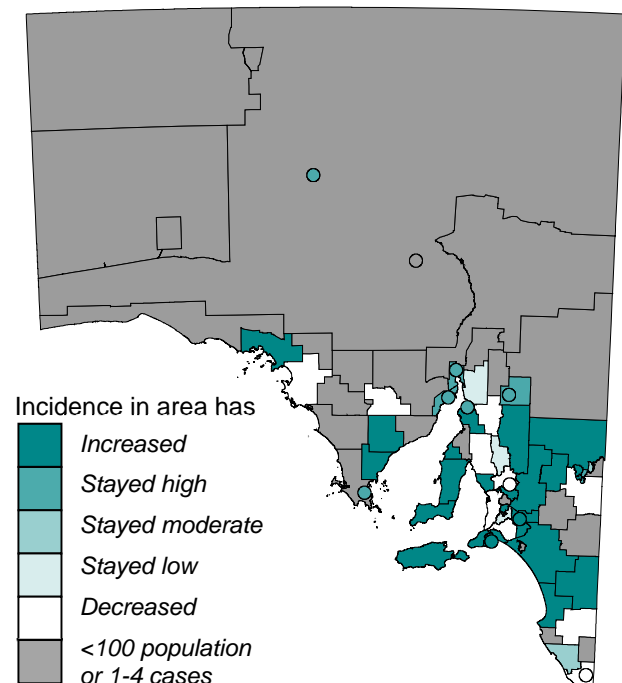 Incidence in area has
Increased
Stayed high
Stayed moderate
Stayed low
Decreased
<100 population
or 1-4 cases